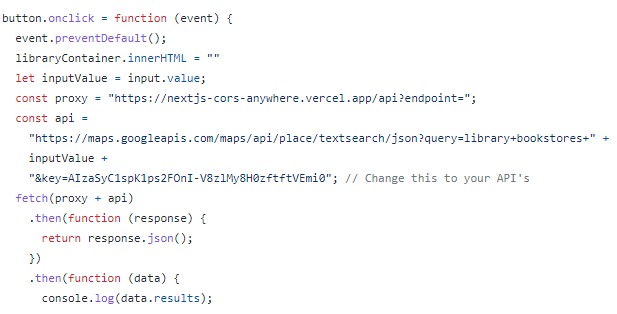 button.onclick = function (event) {
event.preventDefault();
libraryContainer.innerHTML = ""
let inputValue = input.value;
const proxy = "https://nextjs-cors-anywhere.vercel.app/api?endpoint=";
const api =
"https://maps.googleapis.com/maps/api/place/textsearch/json?query=library+bookstores+" +
inputValue +
"&key=AIzaSyC1spK1ps2FOnI-V8zlMy8H0zftftVEmi0"; // Change this to your API's
fetch(proxy + api)
.then(function (response) {
return response.json();
})
.then(function (data) {
console.log(data.results);